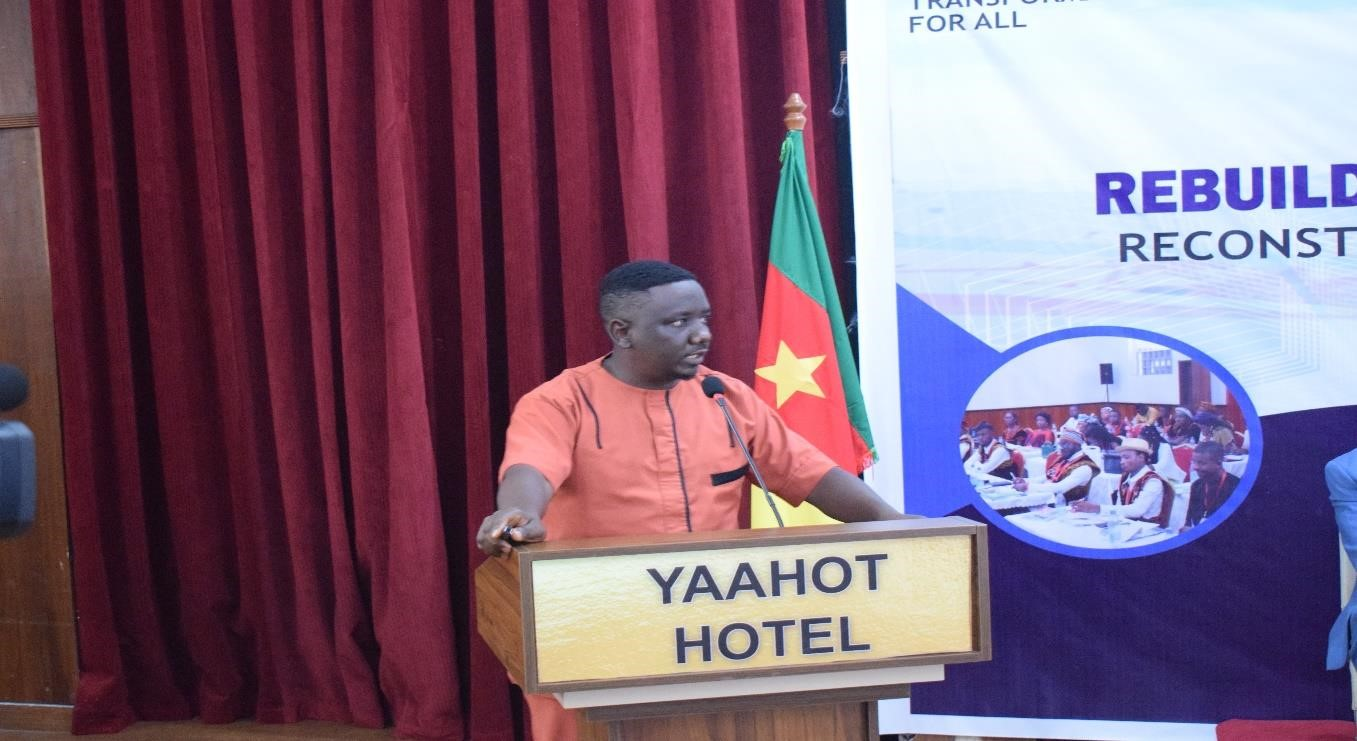 FOR ALL
REBUILD
RECONST
YAAHOT
HOTEL